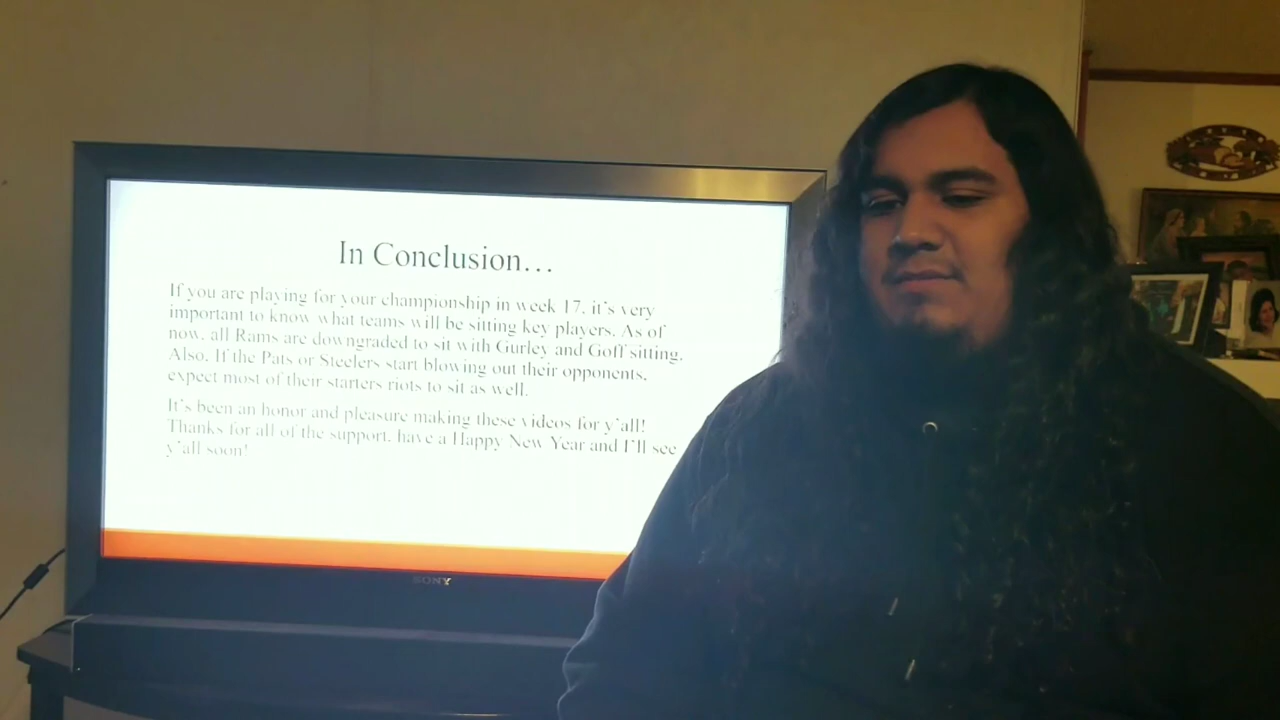 In Conclusion…
If you are playing for your championship in week 17, it's very
important to know what teams will be sitting key players. As of
now, all Rams are downgraded to sit with Gurley and Goff sitting.
Also, If the Pats or Steelers start blowing out their opponents,
expect most of their starters riots to sit as well.
It's been an honor and pleasure making these videos for y'all!
Thanks for all of the support, have a Happy New Year and I'll see
y'all soon!
SONY